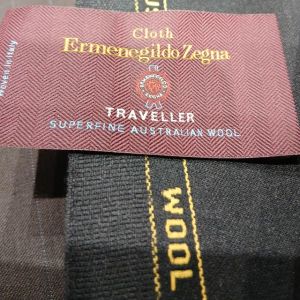 Cloth
Ermenegildo Zegna
TRAVELLER
SUPERFINE AUSTRALIAN WOOL
Woven in Italy
WOOL